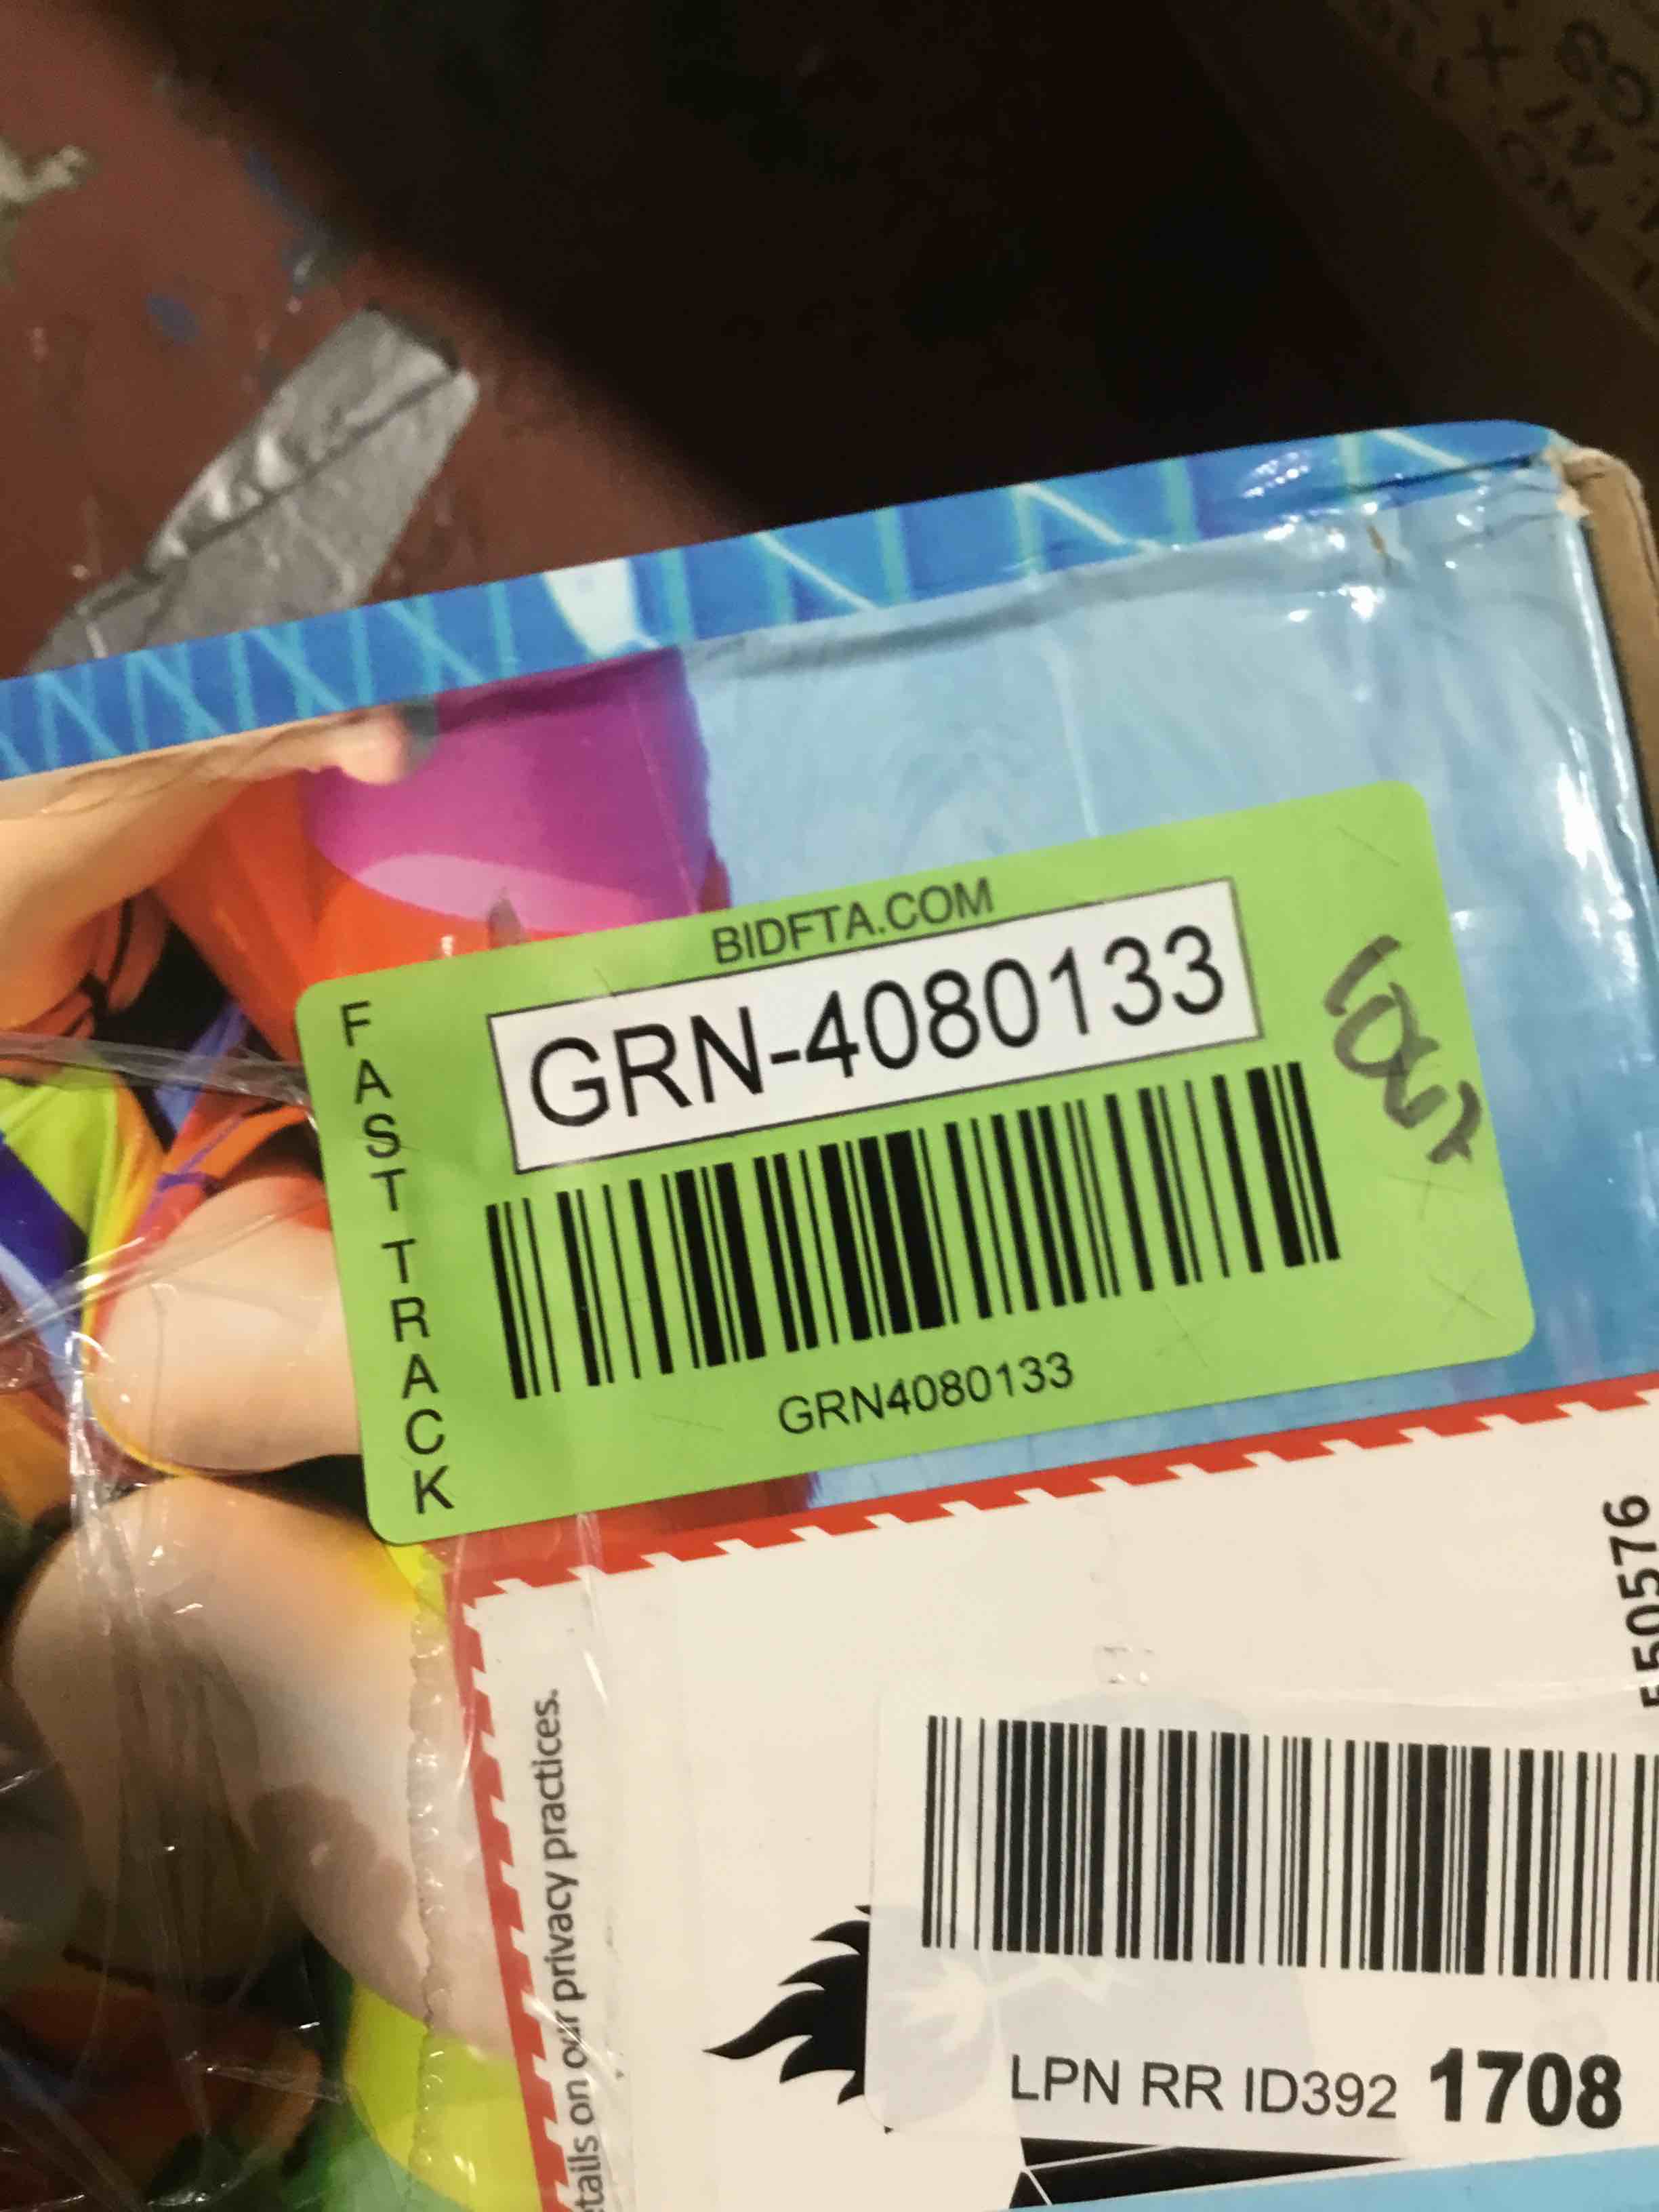 BIDFTA.COM
GRN-4080133
FAST TRACK
GRN4080133
550576
etails on our privacy practices.
LPN RR ID392 1708